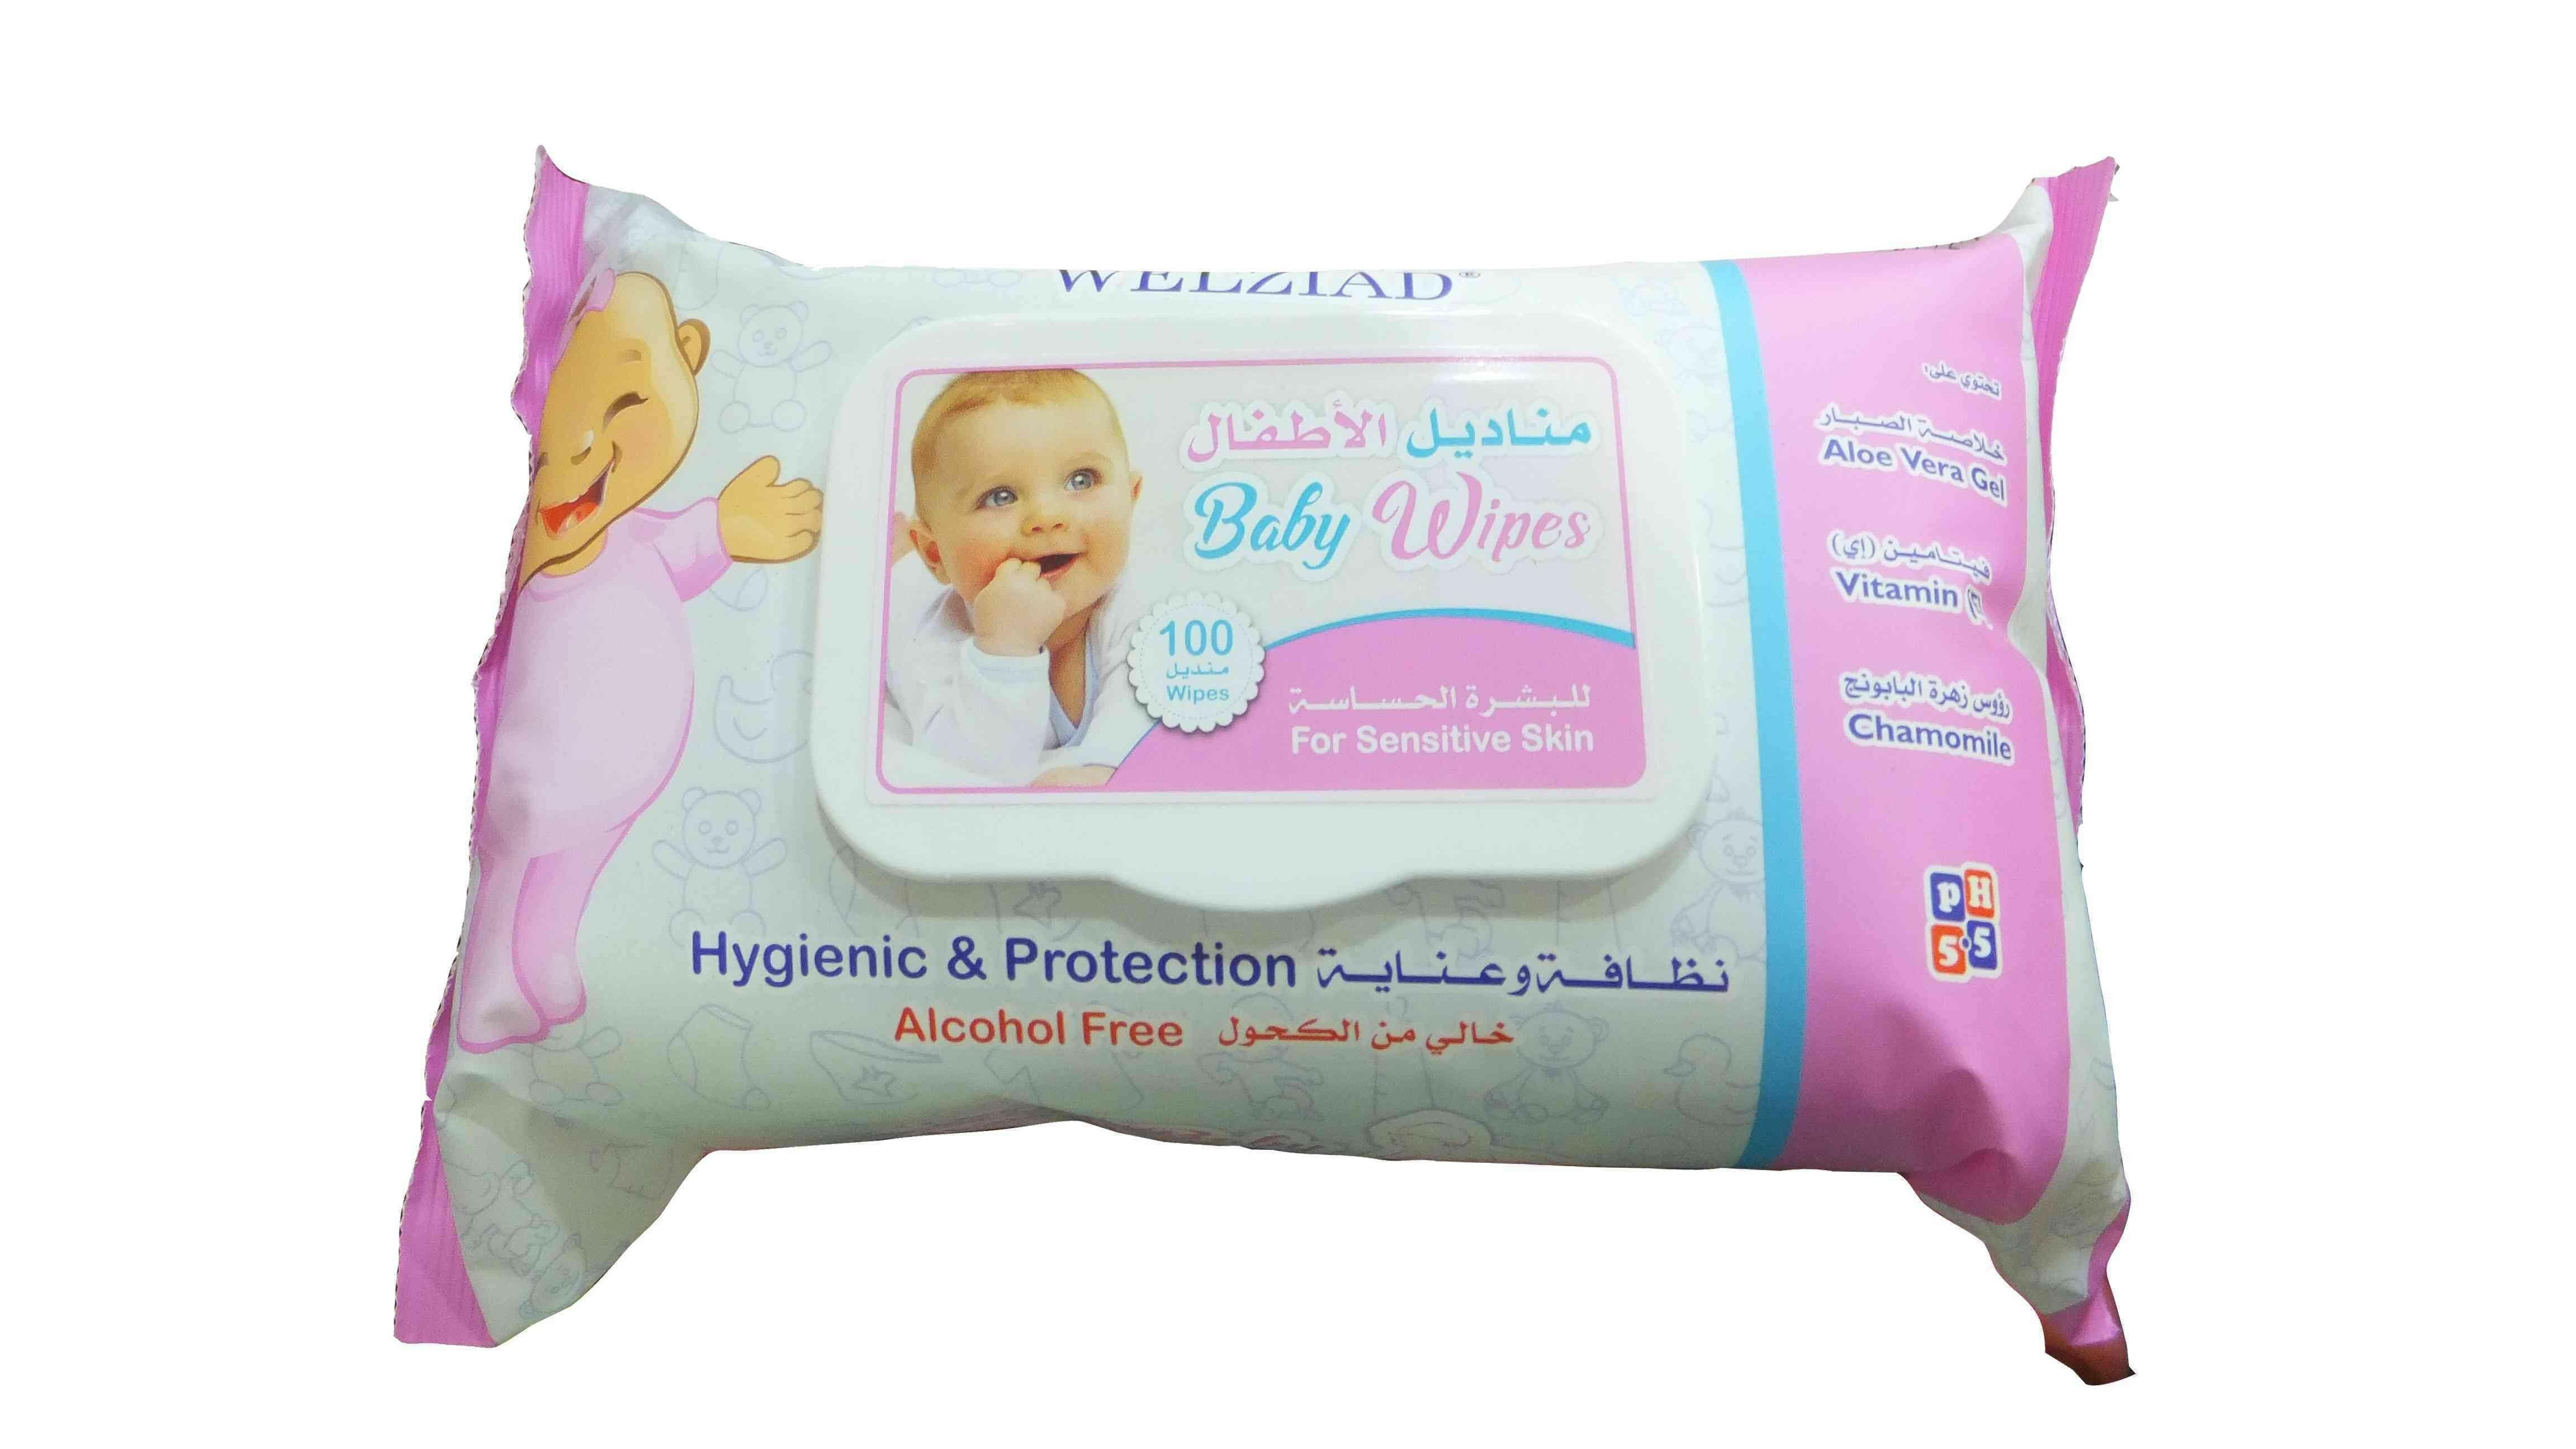 WELZIAD®
مناديل الأطفال
Baby Wipes
100
منديل
Wipes
للبشرة الحساسة
For Sensitive Skin
Hygienic & Protection نظافة وعناية
Alcohol Free خالي من الكحول
تحتوي على:
خلاصة الصبار
Aloe Vera Gel
فيتامين (إي)
Vitamin
رؤوس زهرة البابونج
Chamomile
pH
5.5